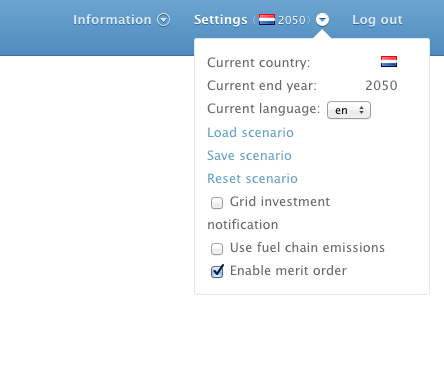 Information Settings ( 2050) Log out
Current country:
Current end year: 2050
Current language: en
Load scenario
Save scenario
Reset scenario
Grid investment
notification
Use fuel chain emissions
Enable merit order